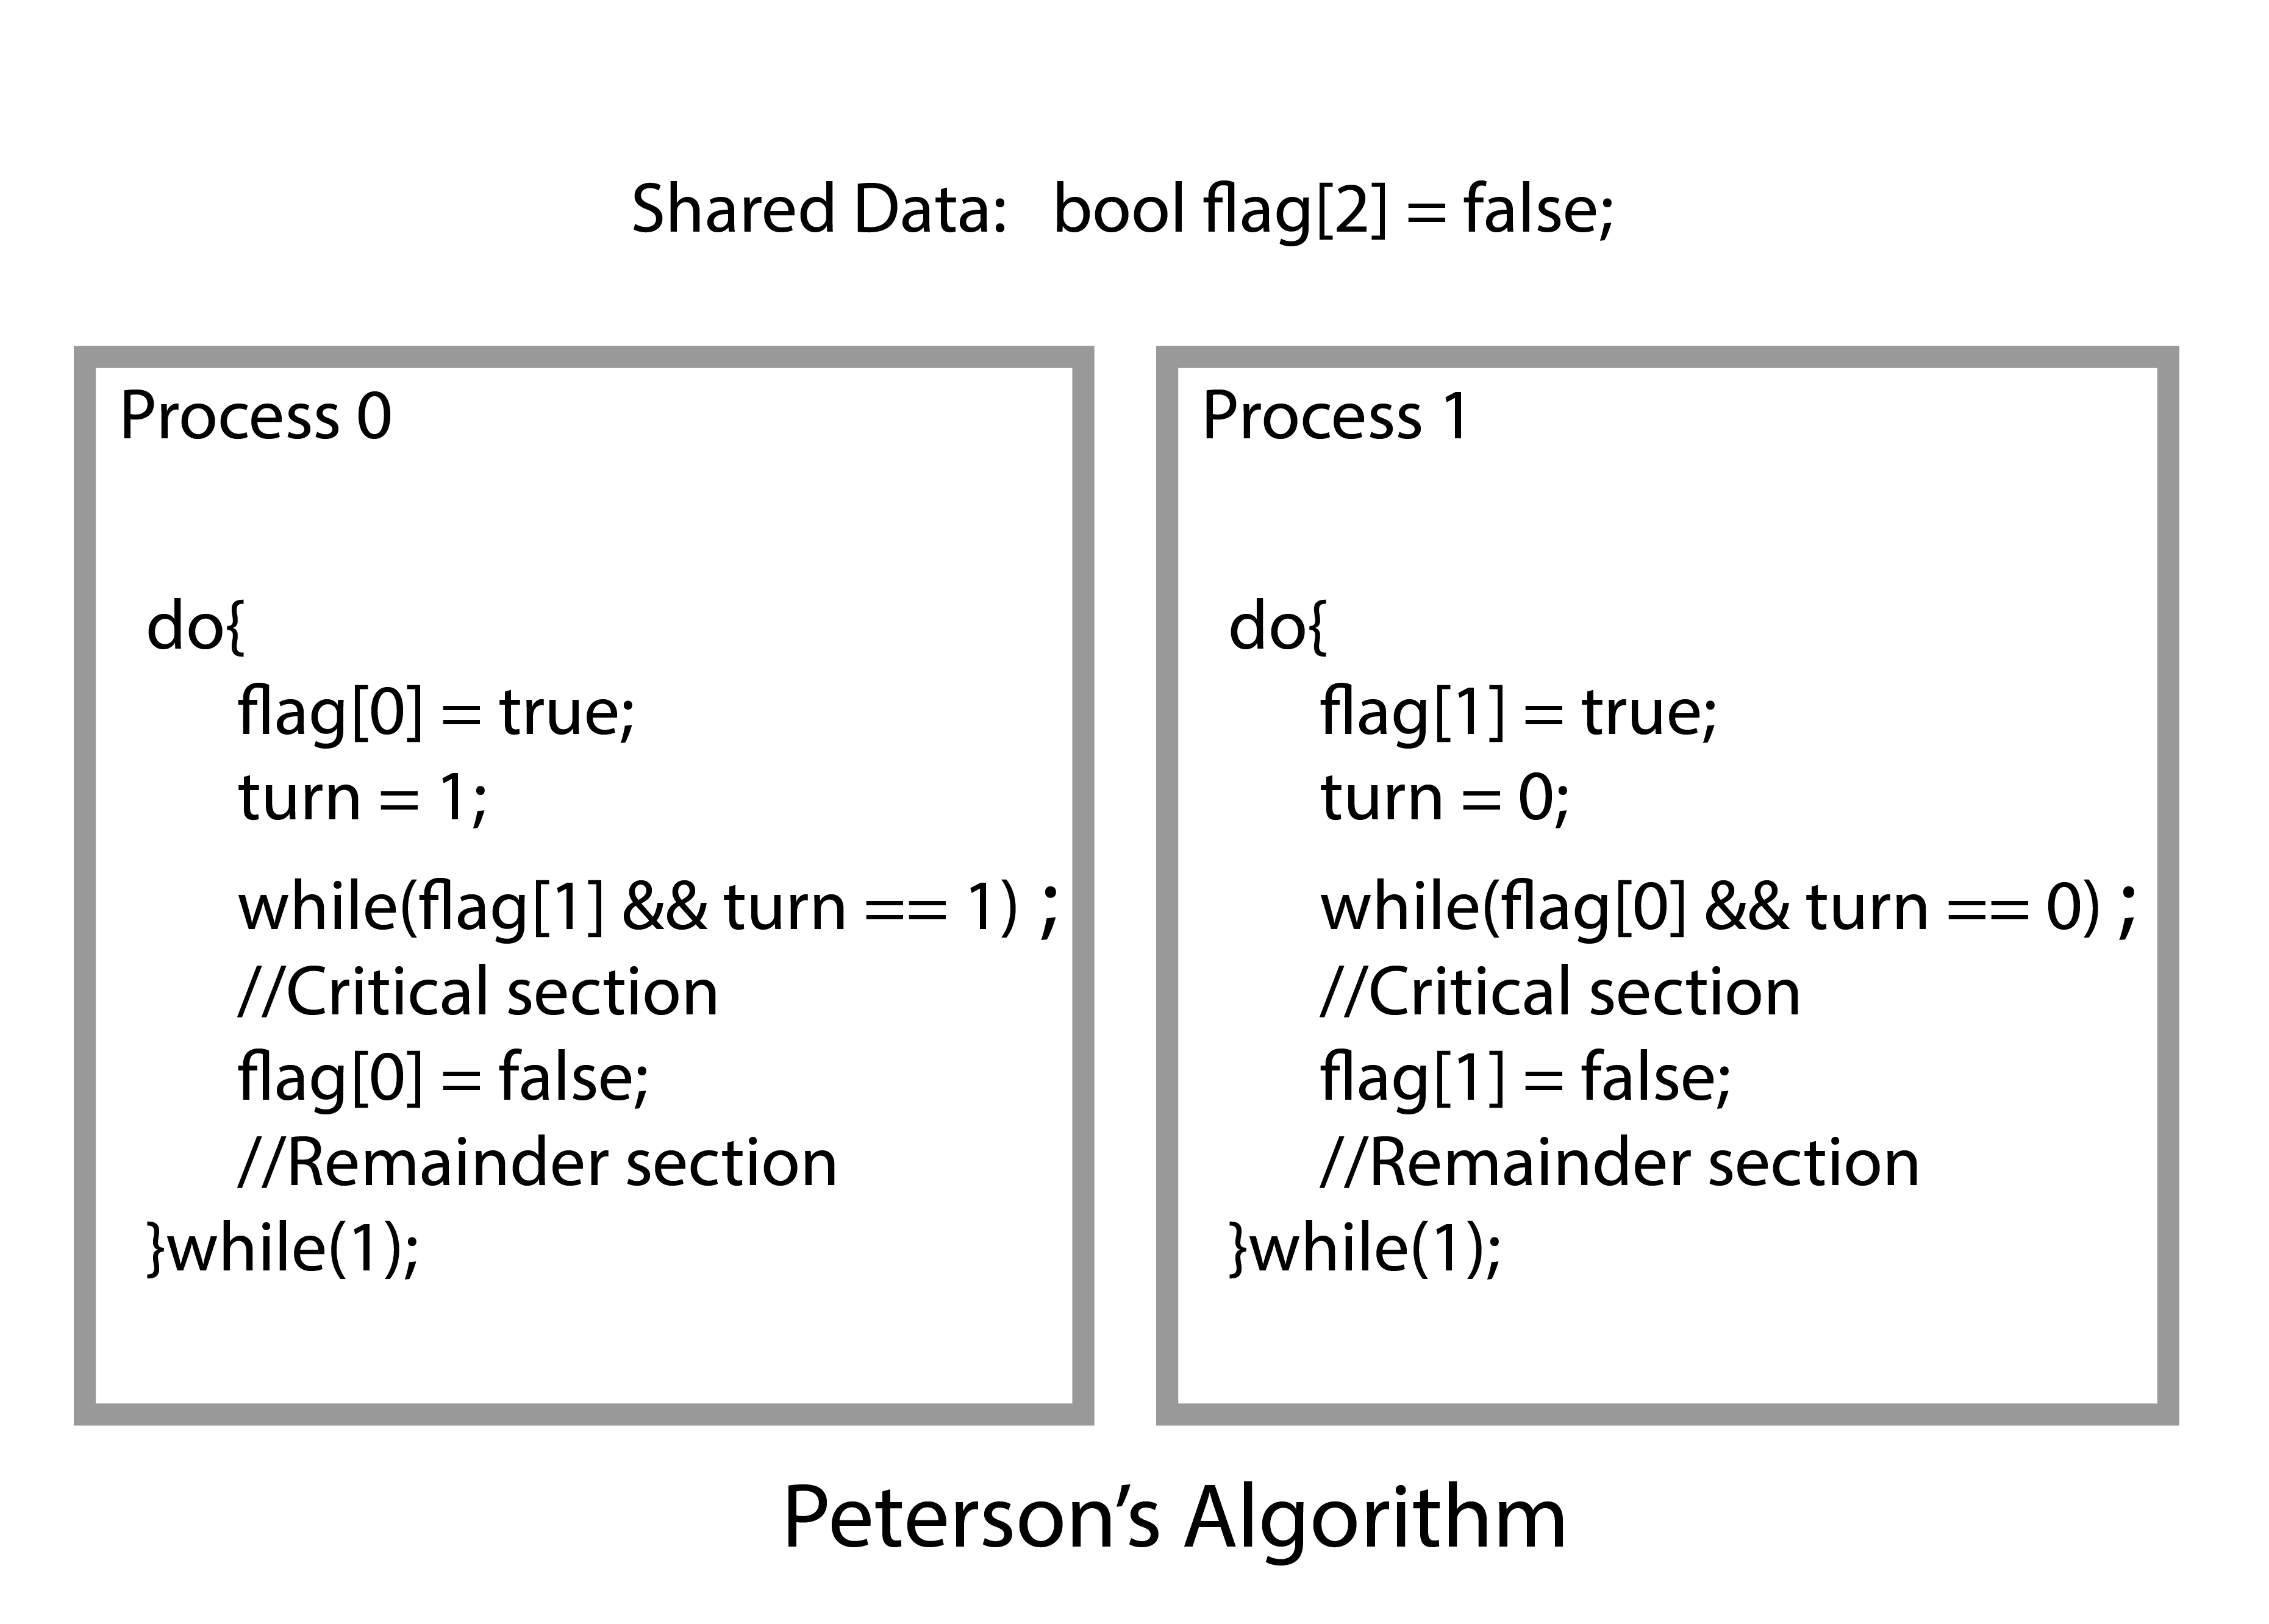 Shared Data: bool flag[2] = false;
Process 0
do{
flag[0] = true;
turn = 1;
while(flag[1] && turn == 1) ;
//Critical section
flag[0] = false;
//Remainder section
}while(1);
Process 1
do{
flag[1] = true;
turn = 0;
while(flag[0] && turn == 0) ;
//Critical section
flag[1] = false;
//Remainder section
}while(1);
Peterson’s Algorithm